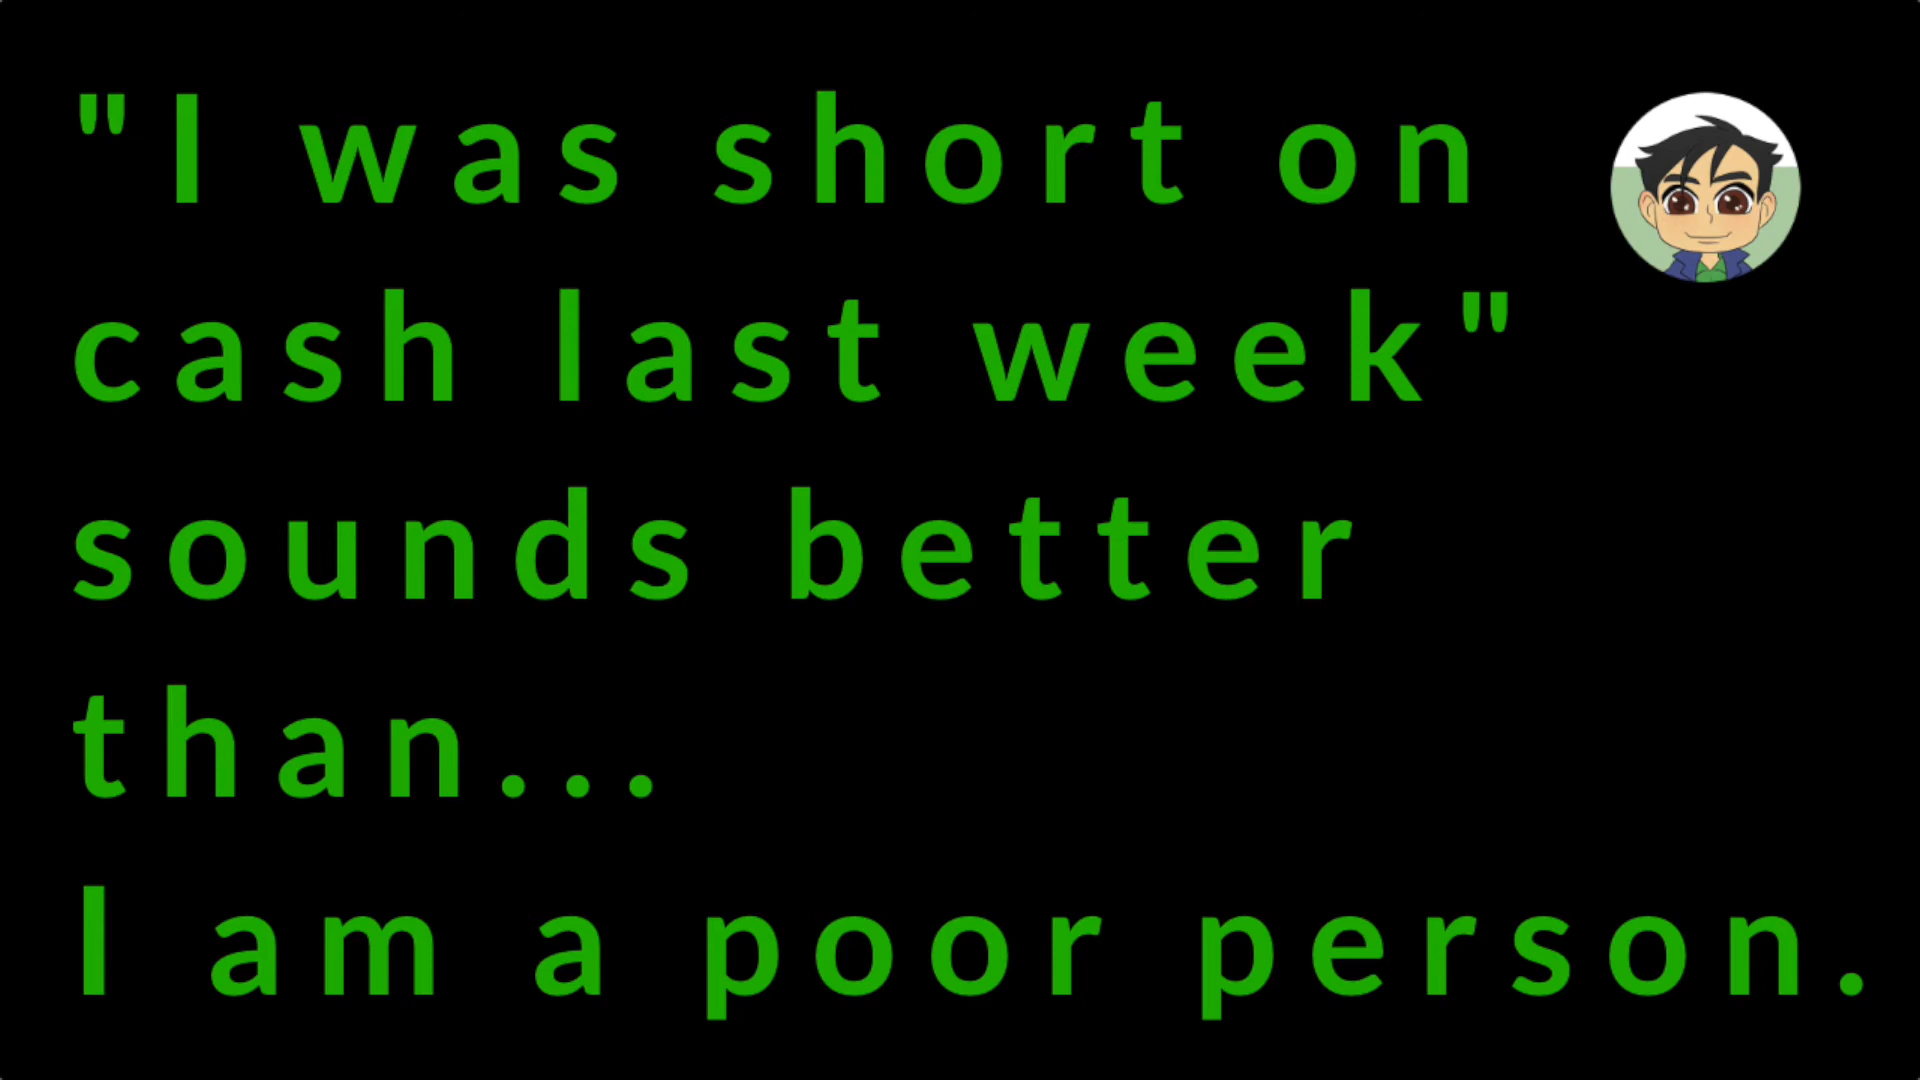 "I was short on
cash last week"
sounds better
than...
I am a poor person.